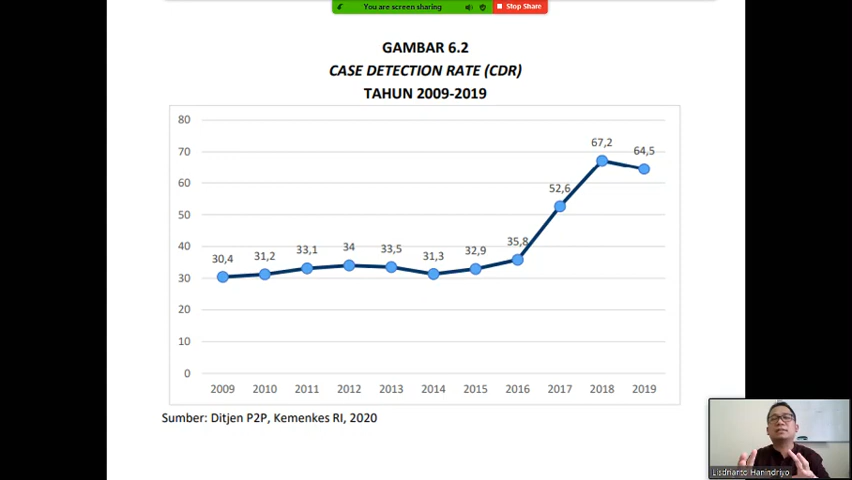 You are screen sharing
Stop Share
GAMBAR 6.2
CASE DETECTION RATE (CDR)
TAHUN 2009-2019
80
70
60
50
40
30
20
10
0
30,4
31,2
33,1
34
33,5
31,3
32,9
35,8
52,6
67,2
64,5
2009 2010 2011 2012 2013 2014 2015 2016 2017 2018 2019
Sumber: Ditjen P2P, Kemenkes RI, 2020
Lisdrianto Hanindriyo